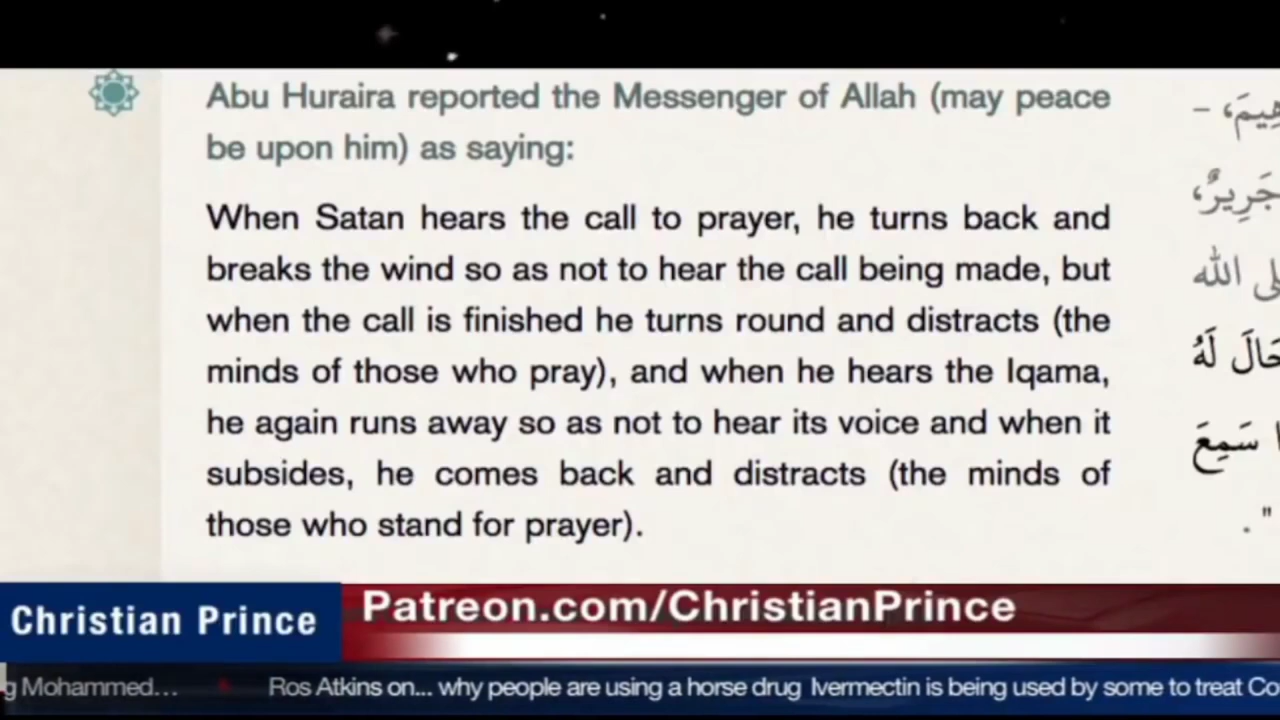 Abu Huraira reported the Messenger of Allah (may peace
be upon him) as saying:
When Satan hears the call to prayer, he turns back and
breaks the wind so as not to hear the call being made, but
when the call is finished he turns round and distracts (the
minds of those who pray), and when he hears the Iqama,
he again runs away so as not to hear its voice and when it
subsides, he comes back and distracts (the minds of
those who stand for prayer).
جَرِيرٌ،
الله
سَمِعَ
" .
Christian Prince
Patreon.com/ChristianPrince
Mohammed... Ros Atkins on... why people are using a horse drug Ivermectin is being used by some to treat